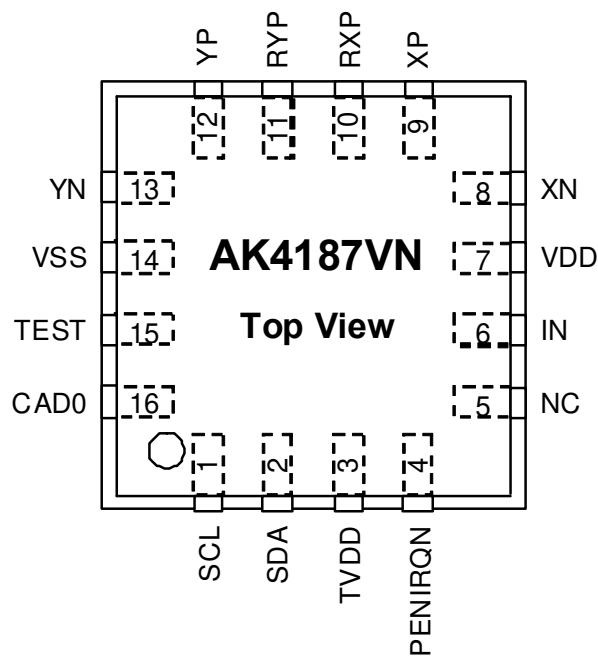 YP RYP RXP XP
12 11 10 9
YN 13 8 XN
VSS 14 AK4187VN 7 VDD
TEST 15 Top View 6 IN
CAD0 16 5 NC
1 2 3 4
SCL SDA TVDD PENIRQN